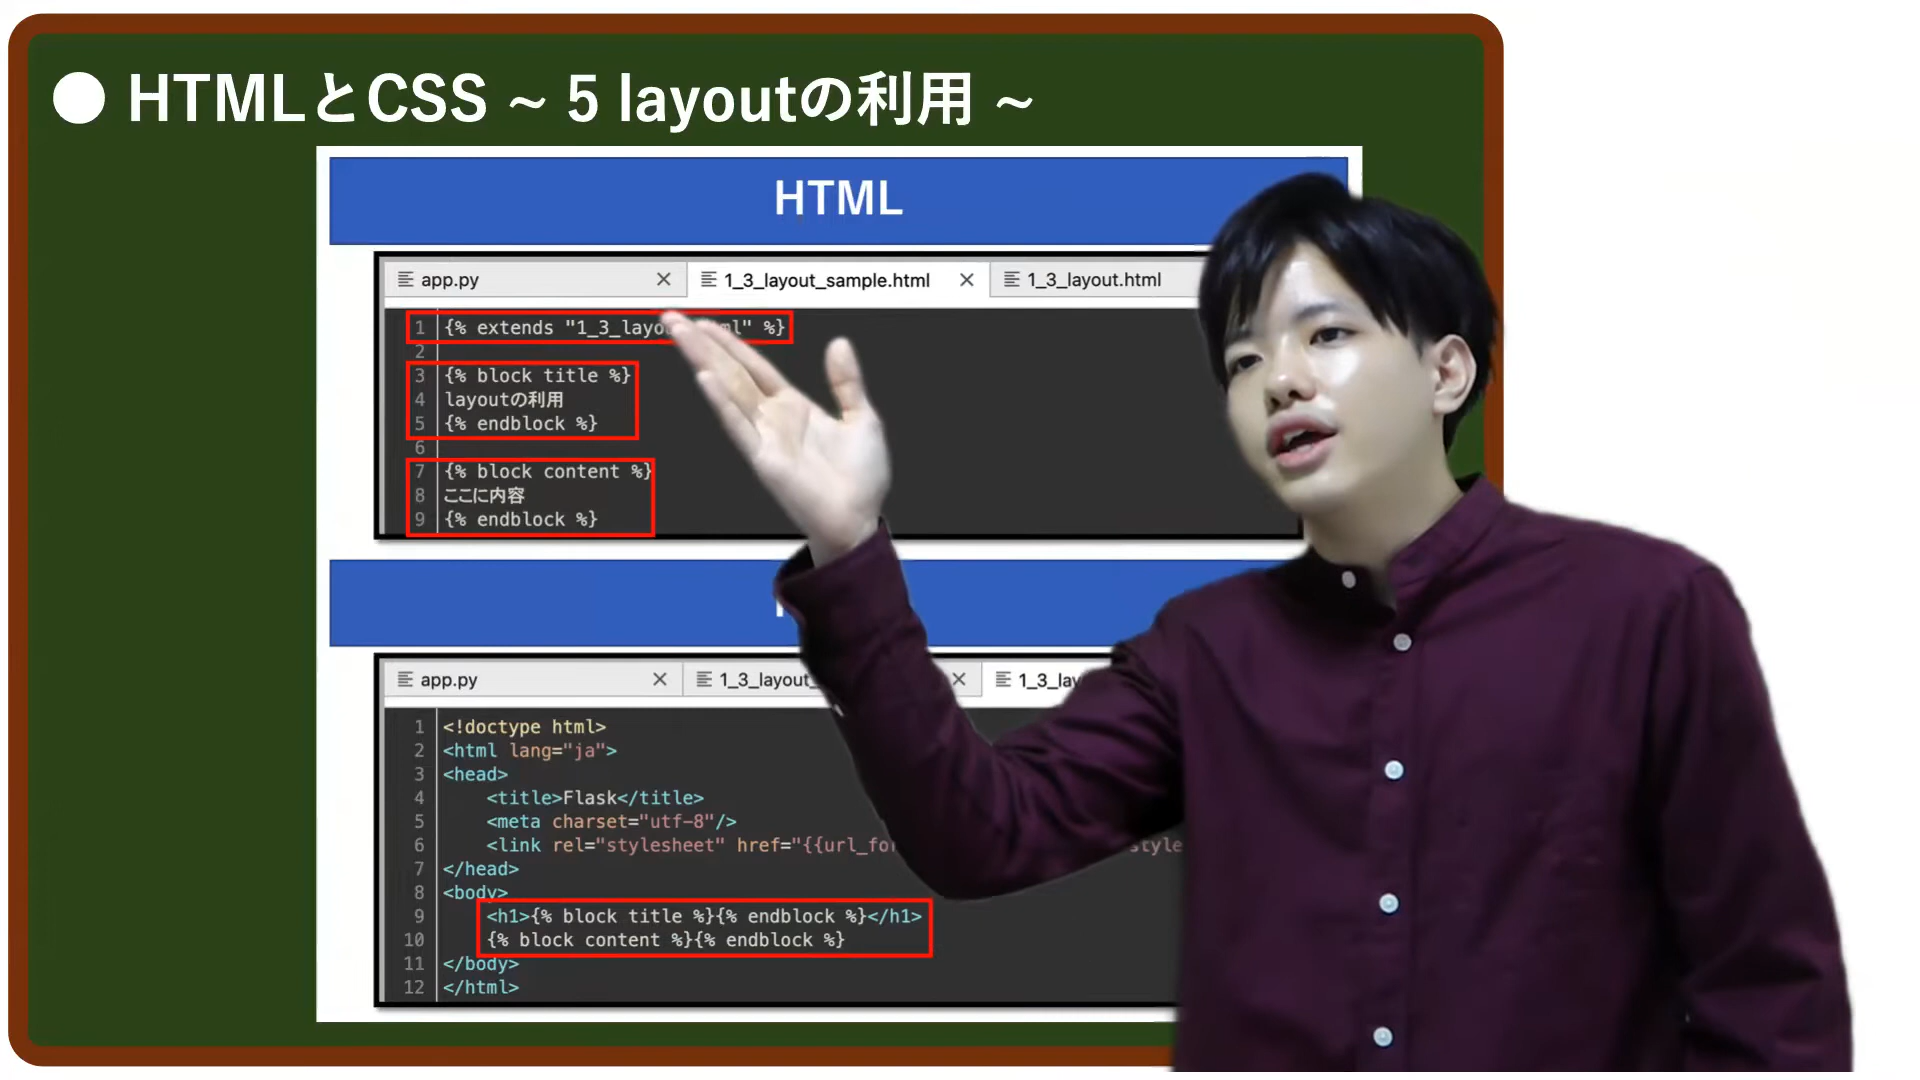 ● HTMLとCSS ~ 5 layoutの利用 ~
HTML
app.py
1_3_layout_sample.html
1_3_layout.html
1 {% extends "1_3_layo ml" %}
2
3 {% block title %}
4 layoutの利用
5 {% endblock %}
6
7 {% block content %}
8 ここに内容
9 {% endblock %}
app.py
1_3_layout_
1_3_lay
1 <!doctype html>
2 <html lang="ja">
3 <head>
4 <title>Flask</title>
5 <meta charset="utf-8"/>
6 <link rel="stylesheet" href="{{url_for style
7 </head>
8 <body>
9 <h1>{% block title %}{% endblock %}</h1>
10 {% block content %}{% endblock %}
11 </body>
12 </html>